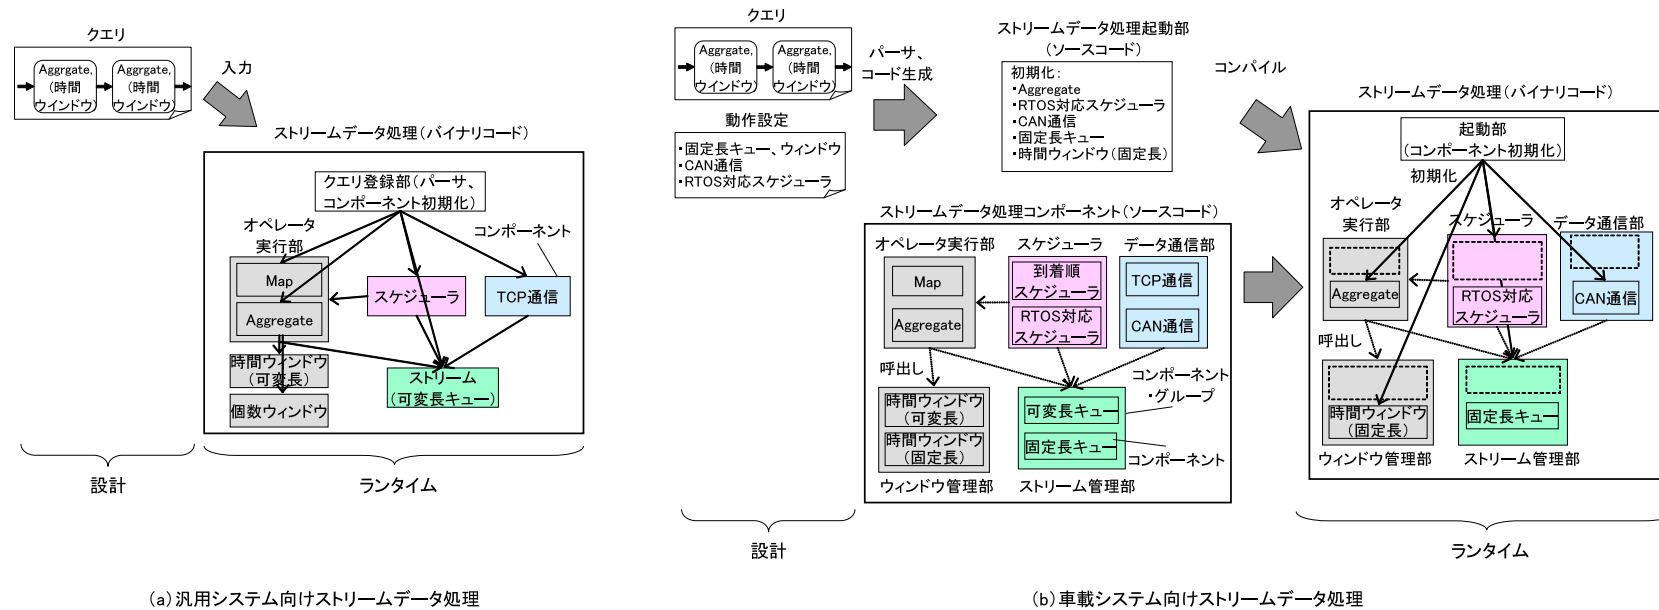 クエリ
Aggrgate,
(時間
ウインドウ)
Aggrgate,
(時間
ウインドウ)
入力
ストリームデータ処理(バイナリコード)
クエリ登録部(パーサ、
コンポーネント初期化)
オペレータ
実行部
コンポーネント
Map
Aggregate
スケジューラ
TCP通信
時間ウィンドウ
(可変長)
個数ウィンドウ
ストリーム
(可変長キュー)
設計
ランタイム
(a)汎用システム向けストリームデータ処理
クエリ
Aggrgate,
(時間
ウインドウ)
Aggrgate,
(時間
ウインドウ)
動作設定
・固定長キュー、ウィンドウ
・CAN通信
・RTOS対応スケジューラ
パーサ、
コード生成
ストリームデータ処理起動部
(ソースコード)
初期化:
・Aggregate
・RTOS対応スケジューラ
・CAN通信
・固定長キュー
・時間ウィンドウ(固定長)
コンパイル
ストリームデータ処理コンポーネント(ソースコード)
オペレータ実行部
スケジューラ
データ通信部
Map
Aggregate
到着順
スケジューラ
RTOS対応
スケジューラ
TCP通信
CAN通信
呼出し
時間ウィンドウ
(可変長)
時間ウィンドウ
(固定長)
可変長キュー
固定長キュー
コンポーネント
・グループ
コンポーネント
ウィンドウ管理部
ストリーム管理部
ストリームデータ処理(バイナリコード)
起動部
(コンポーネント初期化)
初期化
オペレータ
実行部
スケジューラ
データ通信部
Aggregate
RTOS対応
スケジューラ
CAN通信
呼出し
時間ウィンドウ
(固定長)
固定長キュー
ウィンドウ管理部
ストリーム管理部
設計
ランタイム
(b)車載システム向けストリームデータ処理